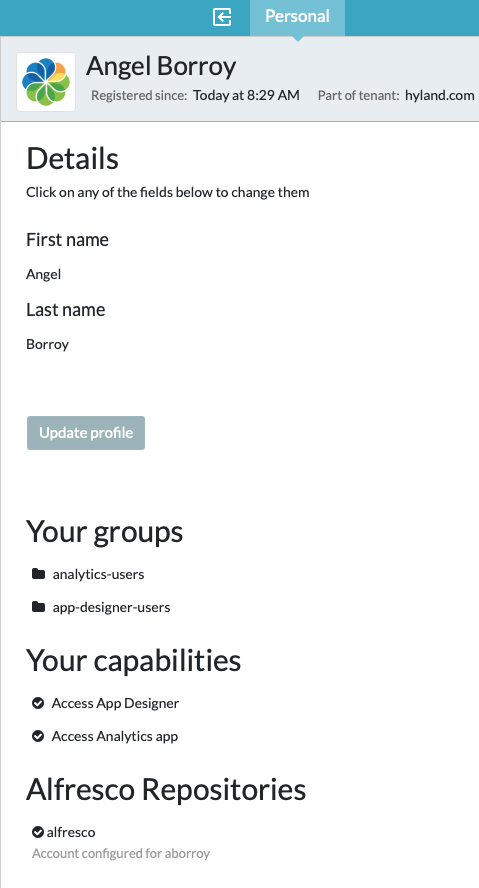 Personal
Angel Borroy
Registered since: Today at 8:29 AM Part of tenant: hyland.com
Details
Click on any of the fields below to change them
First name
Angel
Last name
Borroy
Update profile
Your groups
analytics-users
app-designer-users
Your capabilities
Access App Designer
Access Analytics app
Alfresco Repositories
alfresco
Account configured for aborroy